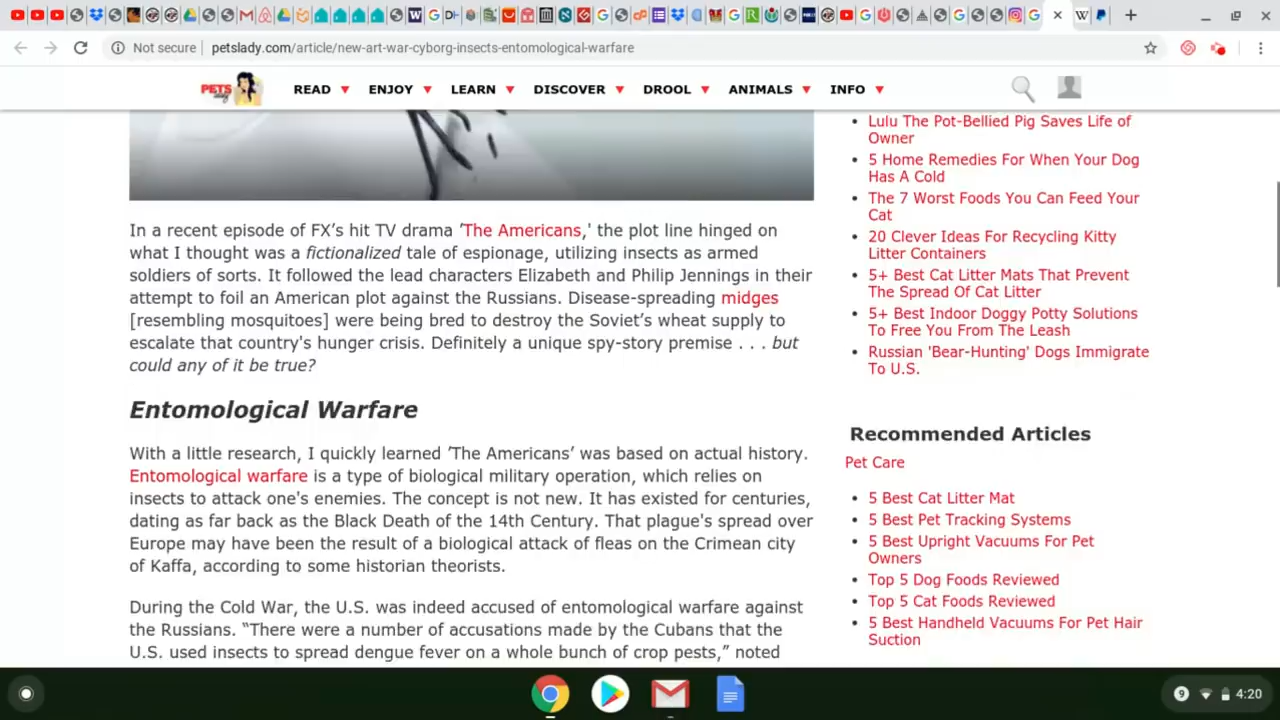 Not secure | petslady.com/article/new-art-war-cyborg-insects-entomological-warfare
PETS lady
READ ▼ ENJOY ▼ LEARN ▼ DISCOVER ▼ DROOL ▼ ANIMALS ▼ INFO ▼
In a recent episode of FX’s hit TV drama ‘The Americans,' the plot line hinged on
what I thought was a fictionalized tale of espionage, utilizing insects as armed
soldiers of sorts. It followed the lead characters Elizabeth and Philip Jennings in their
attempt to foil an American plot against the Russians. Disease-spreading midges
[resembling mosquitoes] were being bred to destroy the Soviet’s wheat supply to
escalate that country's hunger crisis. Definitely a unique spy-story premise . . . but
could any of it be true?
Entomological Warfare
With a little research, I quickly learned ‘The Americans’ was based on actual history.
Entomological warfare is a type of biological military operation, which relies on
insects to attack one's enemies. The concept is not new. It has existed for centuries,
dating as far back as the Black Death of the 14th Century. That plague's spread over
Europe may have been the result of a biological attack of fleas on the Crimean city
of Kaffa, according to some historian theorists.
During the Cold War, the U.S. was indeed accused of entomological warfare against
the Russians. “There were a number of accusations made by the Cubans that the
U.S. used insects to spread dengue fever on a whole bunch of crop pests,” noted
• Lulu The Pot-Bellied Pig Saves Life of
Owner
• 5 Home Remedies For When Your Dog
Has A Cold
• The 7 Worst Foods You Can Feed Your
Cat
• 20 Clever Ideas For Recycling Kitty
Litter Containers
• 5+ Best Cat Litter Mats That Prevent
The Spread Of Cat Litter
• 5+ Best Indoor Doggy Potty Solutions
To Free You From The Leash
• Russian 'Bear-Hunting' Dogs Immigrate
To U.S.
Recommended Articles
Pet Care
• 5 Best Cat Litter Mat
• 5 Best Pet Tracking Systems
• 5 Best Upright Vacuums For Pet
Owners
• Top 5 Dog Foods Reviewed
• Top 5 Cat Foods Reviewed
• 5 Best Handheld Vacuums For Pet Hair
Suction
9 4:20